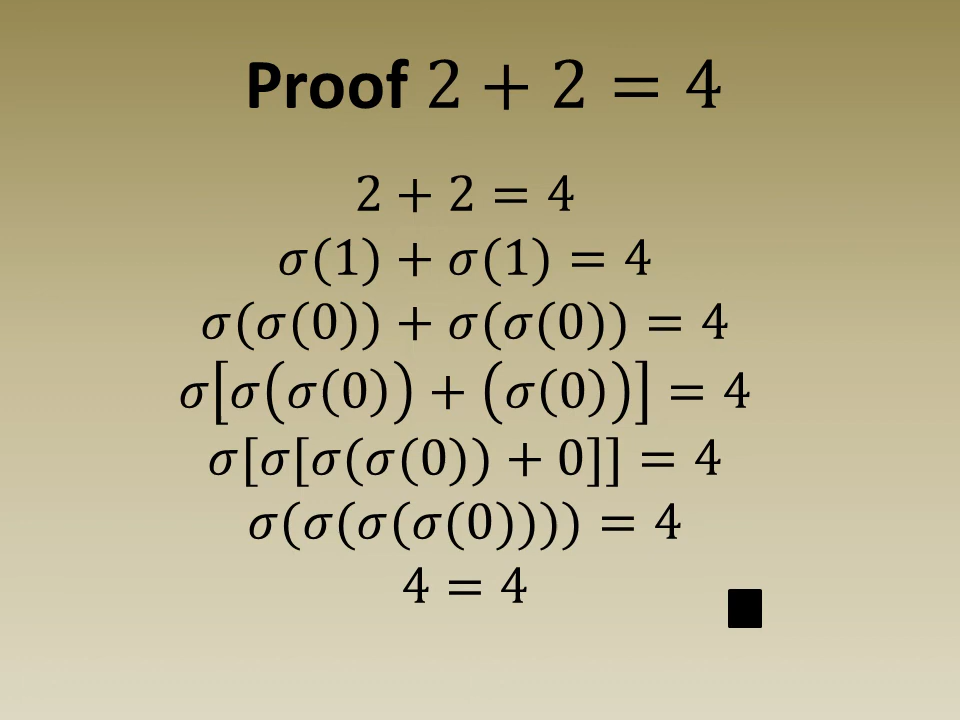 Proof 2 + 2 = 4
2 + 2 = 4
σ(1) + σ(1) = 4
σ(σ(0)) + σ(σ(0)) = 4
σ[σ(σ(0)) + (σ(0))] = 4
σ[σ[σ(σ(0)) + 0]] = 4
σ(σ(σ(σ(0)))) = 4
4 = 4